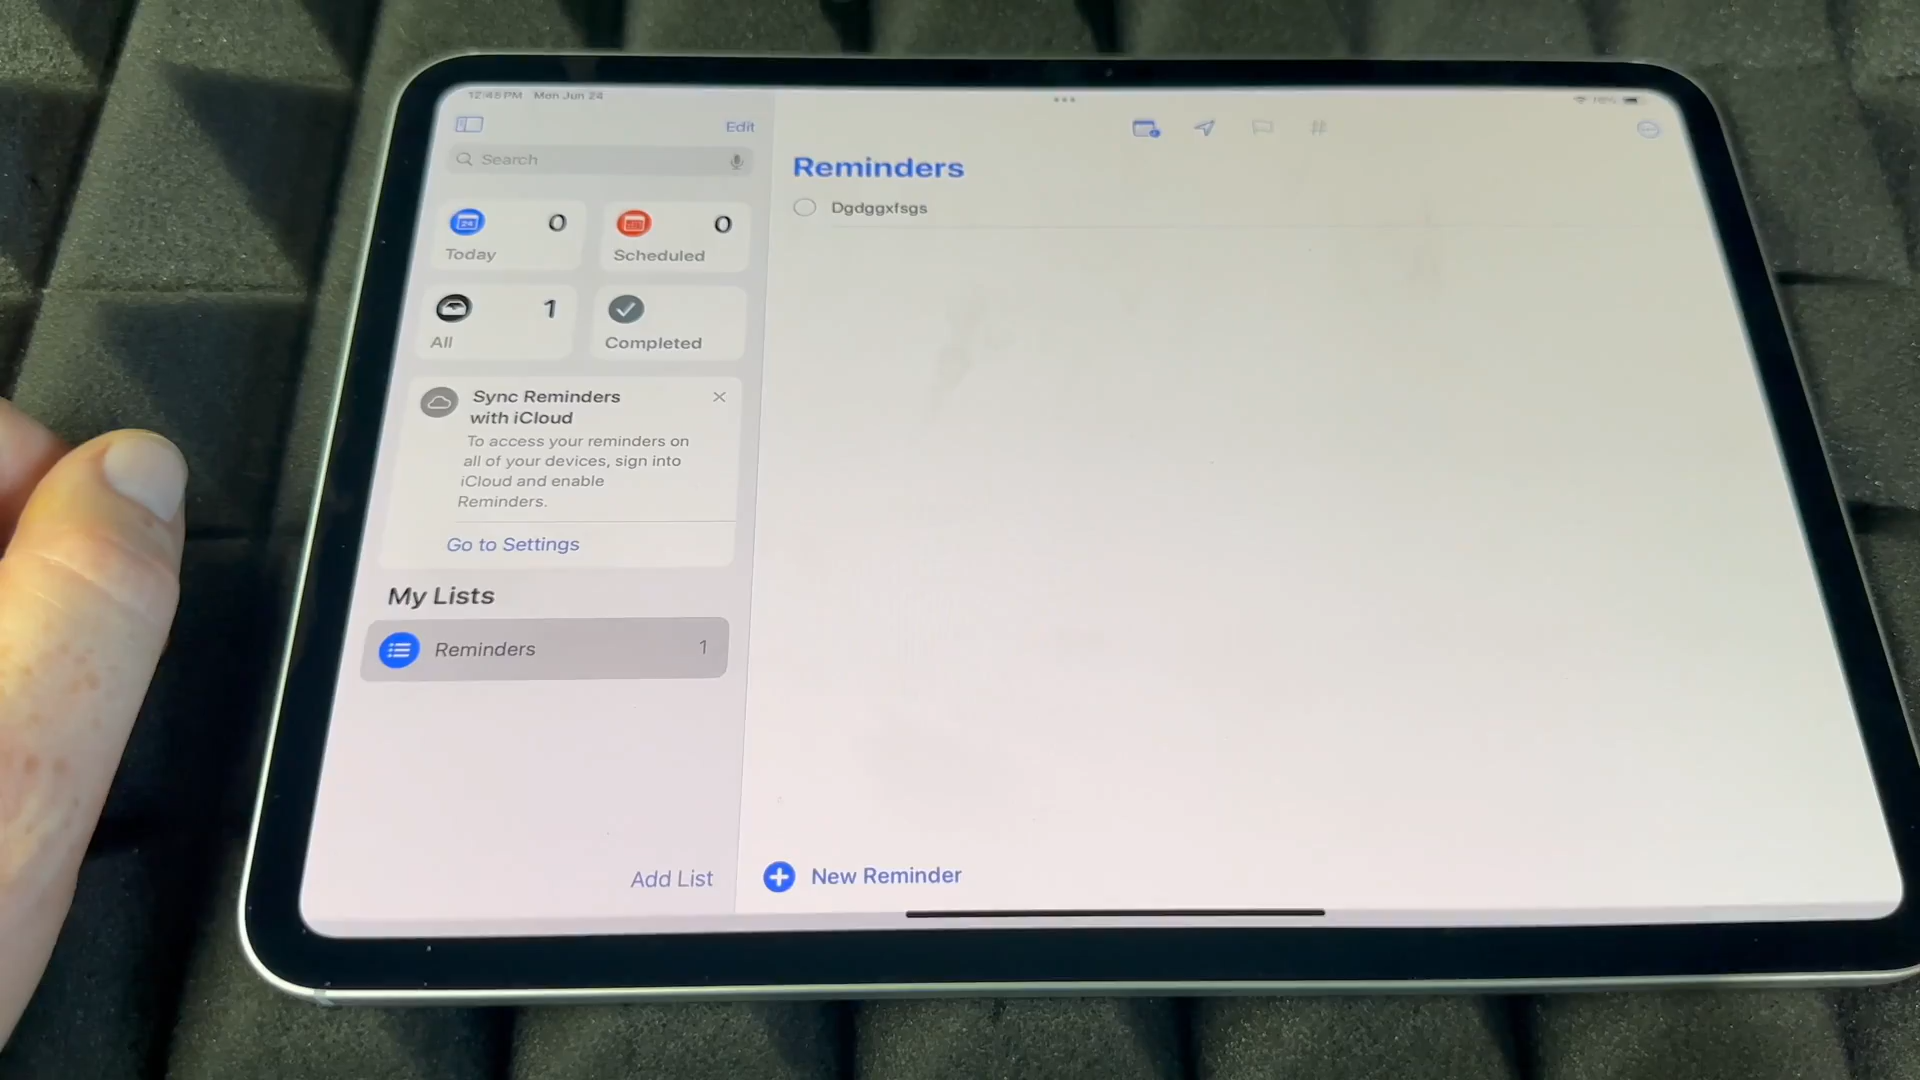 12:46 PM Mon Jun 24
Edit
Search
24
0
Today
0
Scheduled
1
All
Completed
Sync Reminders
with iCloud
To access your reminders on
all of your devices, sign into
iCloud and enable
Reminders.
Go to Settings
My Lists
Reminders 1
Add List
Reminders
Dgdggxfsgs
New Reminder